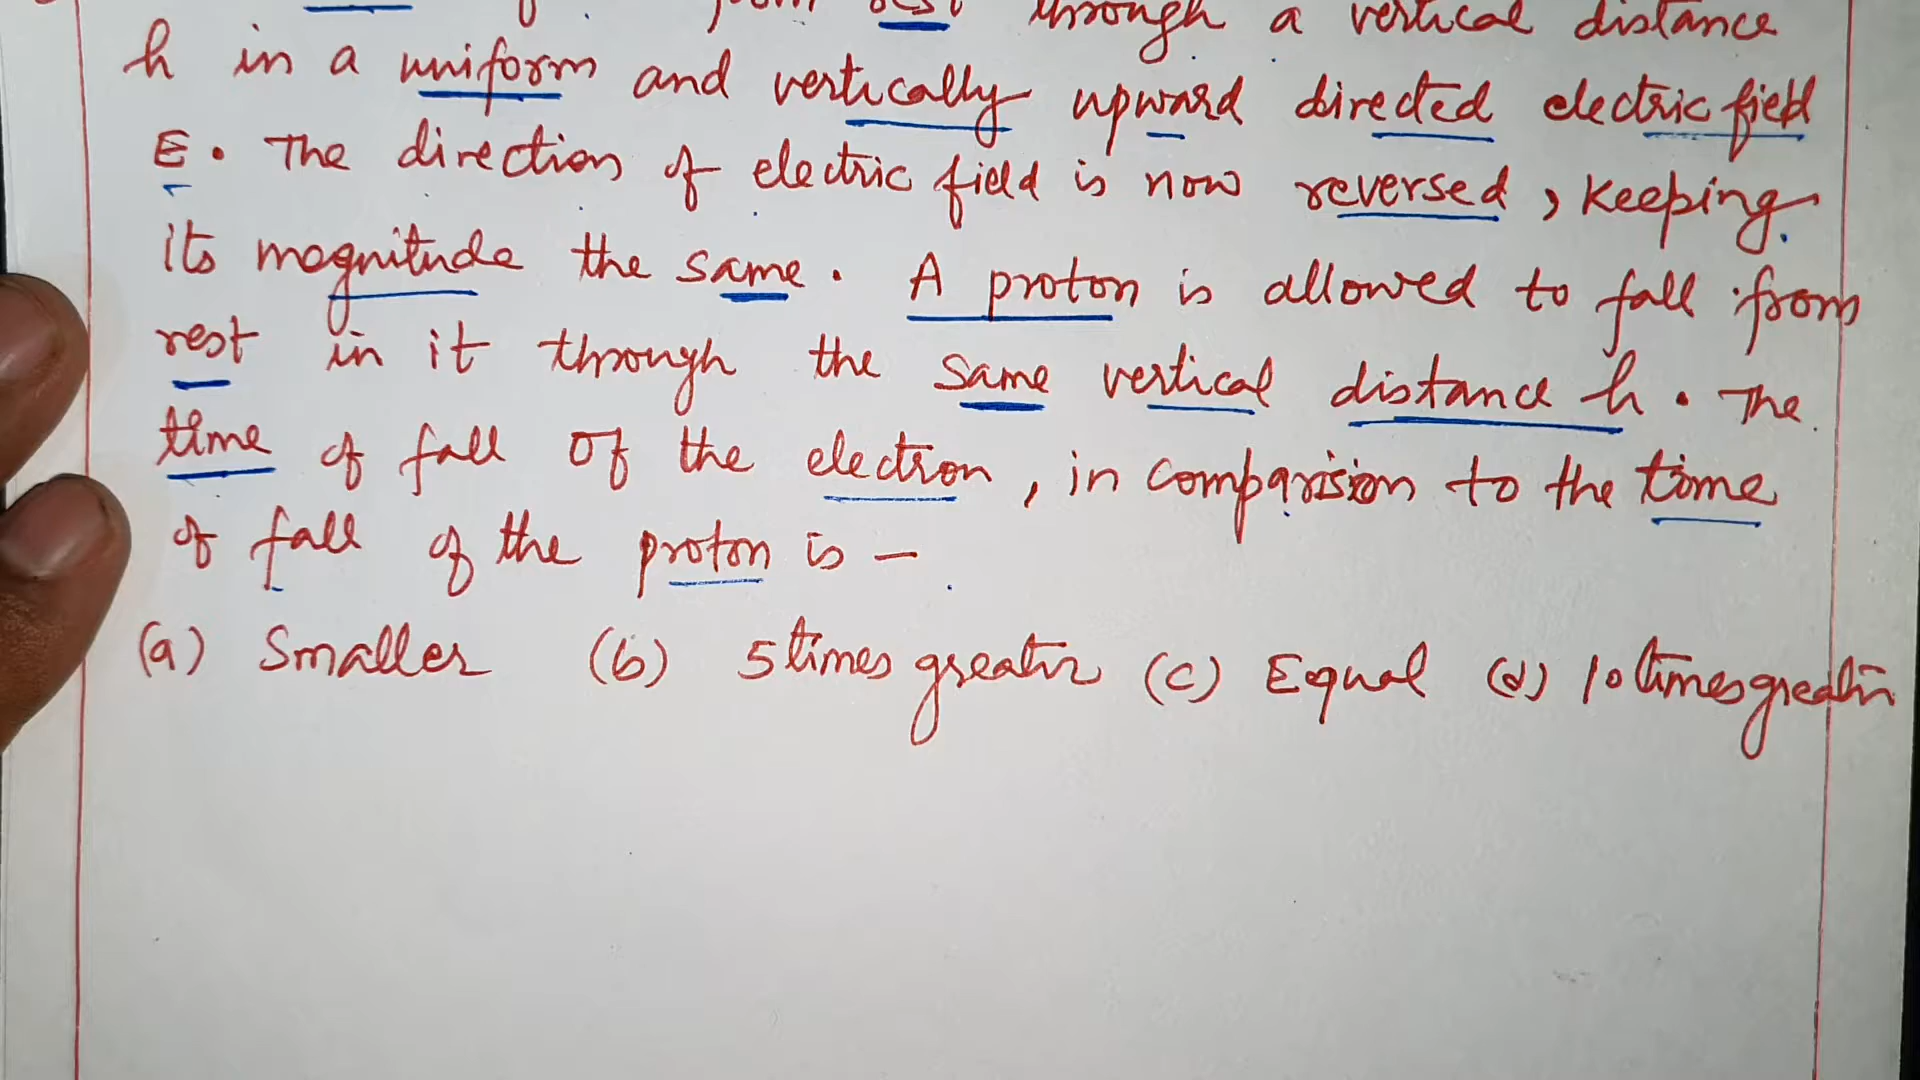 through a vertical distance
h in a uniform and vertically upward directed electric field
E. The direction of electric field is now reversed, keeping
its magnitude the same. A proton is allowed to fall from
rest in it through the same vertical distance h. The
time of fall of the electron, in comparision to the time
of fall of the proton is -
(a) Smaller (b) 5 times greater (c) Equal (d) 10 times greater